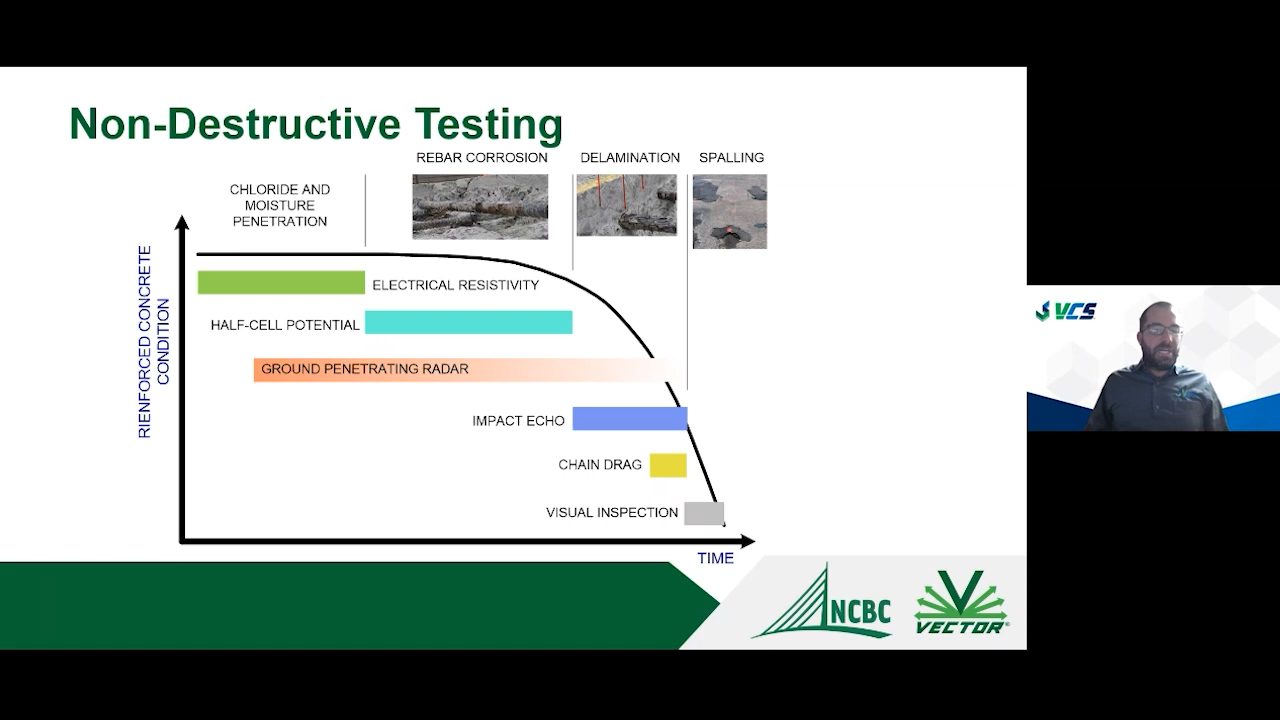 Non-Destructive Testing
REBAR CORROSION
DELAMINATION
SPALLING
CHLORIDE AND
MOISTURE
PENETRATION
RIENFORCED CONCRETE
CONDITION
ELECTRICAL RESISTIVITY
HALF-CELL POTENTIAL
GROUND PENETRATING RADAR
IMPACT ECHO
CHAIN DRAG
VISUAL INSPECTION
TIME
NCBC
VECTOR®
VCS